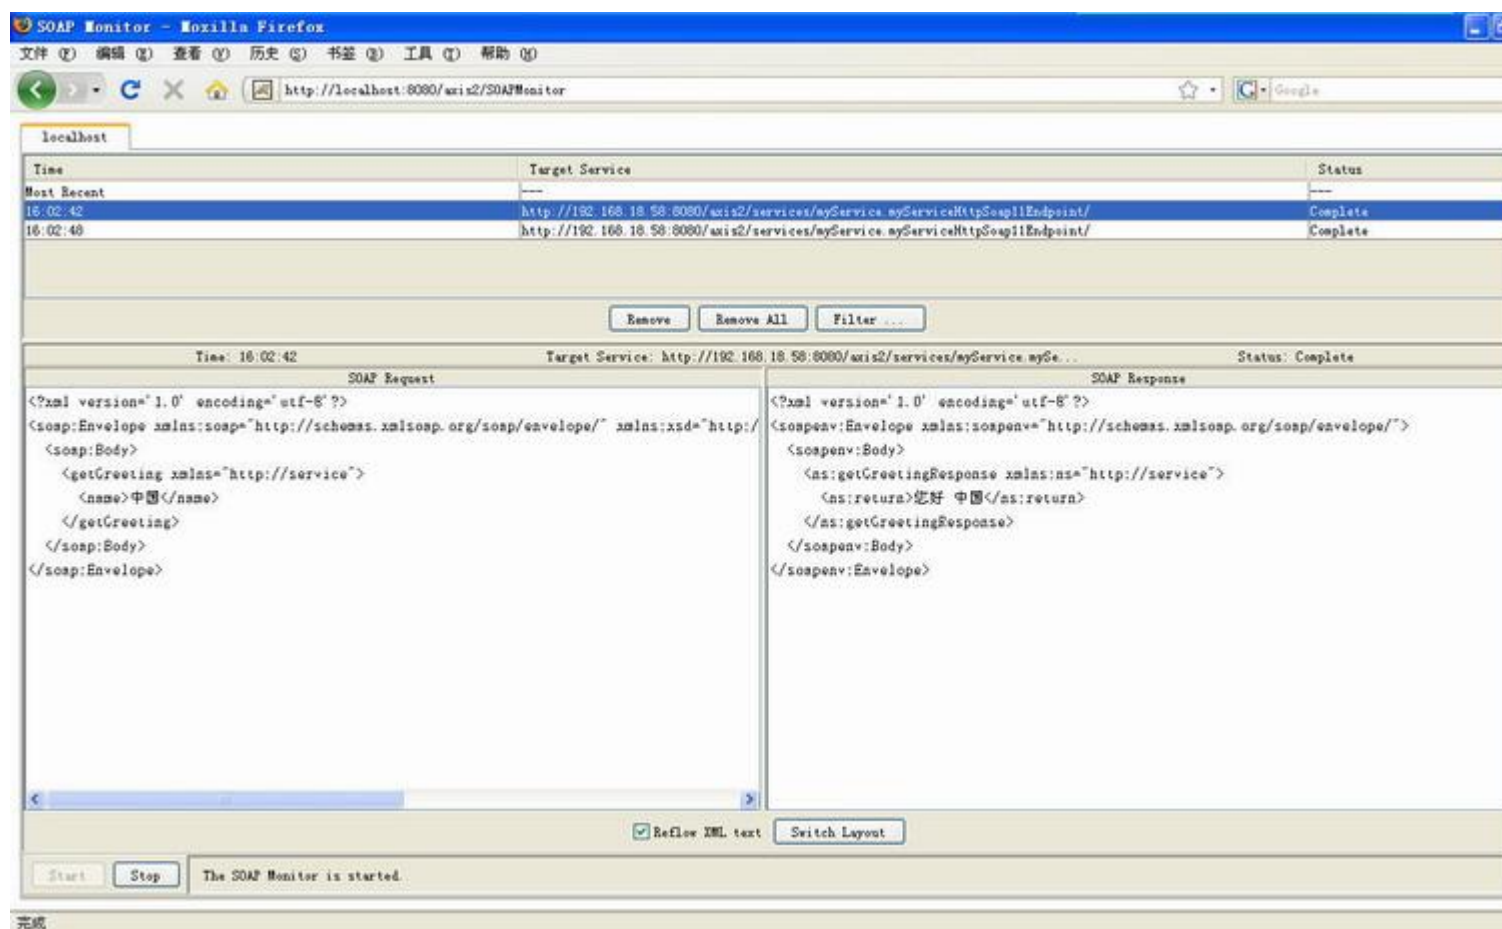 SOAP Monitor - Mozilla Firefox
文件 (F) 编辑 (E) 查看 (V) 历史 (S) 书签 (B) 工具 (T) 帮助 (H)
http://localhost:8080/axis2/SOAPMonitor Google
localhost
Time Target Service Status
Most Recent --- ---
16:02:42 http://192.168.18.58:8080/axis2/services/myService.myServiceHttpSoap11Endpoint/ Complete
16:02:48 http://192.168.18.58:8080/axis2/services/myService.myServiceHttpSoap11Endpoint/ Complete
Remove Remove All Filter ...
Time: 16:02:42 Target Service: http://192.168.18.58:8080/axis2/services/myService.mySe... Status: Complete
SOAP Request
<?xml version='1.0' encoding='utf-8'?>
<soap:Envelope xmlns:soap="http://schemas.xmlsoap.org/soap/envelope/" xmlns:xsd="http:/
<soap:Body>
<getGreeting xmlns="http://service">
<name>中国</name>
</getGreeting>
</soap:Body>
</soap:Envelope>
SOAP Response
<?xml version='1.0' encoding='utf-8'?>
<soapenv:Envelope xmlns:soapenv="http://schemas.xmlsoap.org/soap/envelope/">
<soapenv:Body>
<ns:getGreetingResponse xmlns:ns="http://service">
<ns:return>您好 中国</ns:return>
</ns:getGreetingResponse>
</soapenv:Body>
</soapenv:Envelope>
Reflow XML text Switch Layout
Start Stop The SOAP Monitor is started.
完成